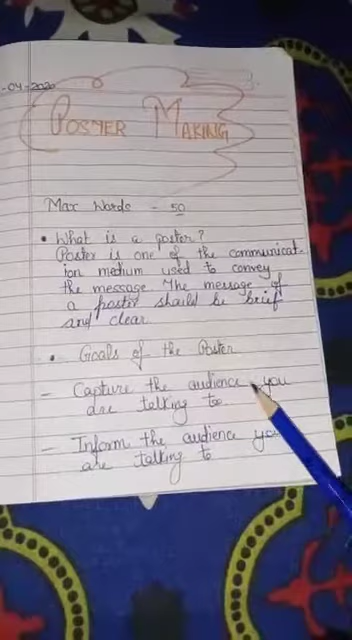 -04-2020
POSTER MAKING
Max Words - 50
• What is a poster?
Poster is one of the communicat-
ion medium used to convey
the message The message of
a poster should be brief
and clear
• Goals of the Poster
- Capture the audience you
are talking too
- Inform the audience yo
are talking to